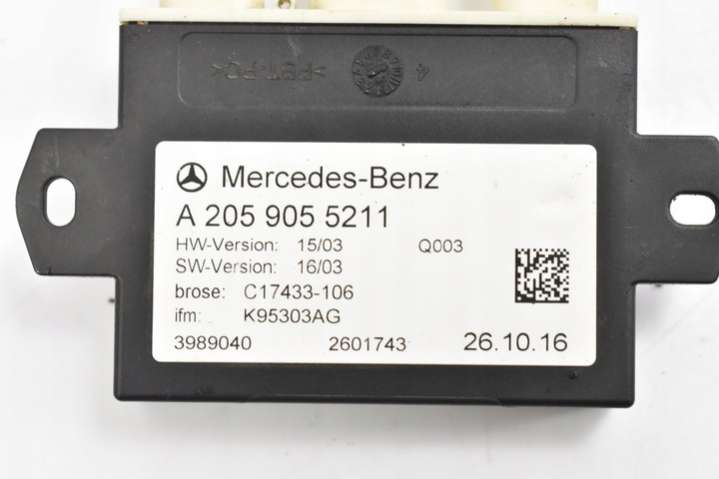 >PBT-PC<
4
Mercedes-Benz
A 205 905 5211
HW-Version: 15/03 Q003
SW-Version: 16/03
brose: C17433-106
ifm: K95303AG
3989040 2601743 26.10.16